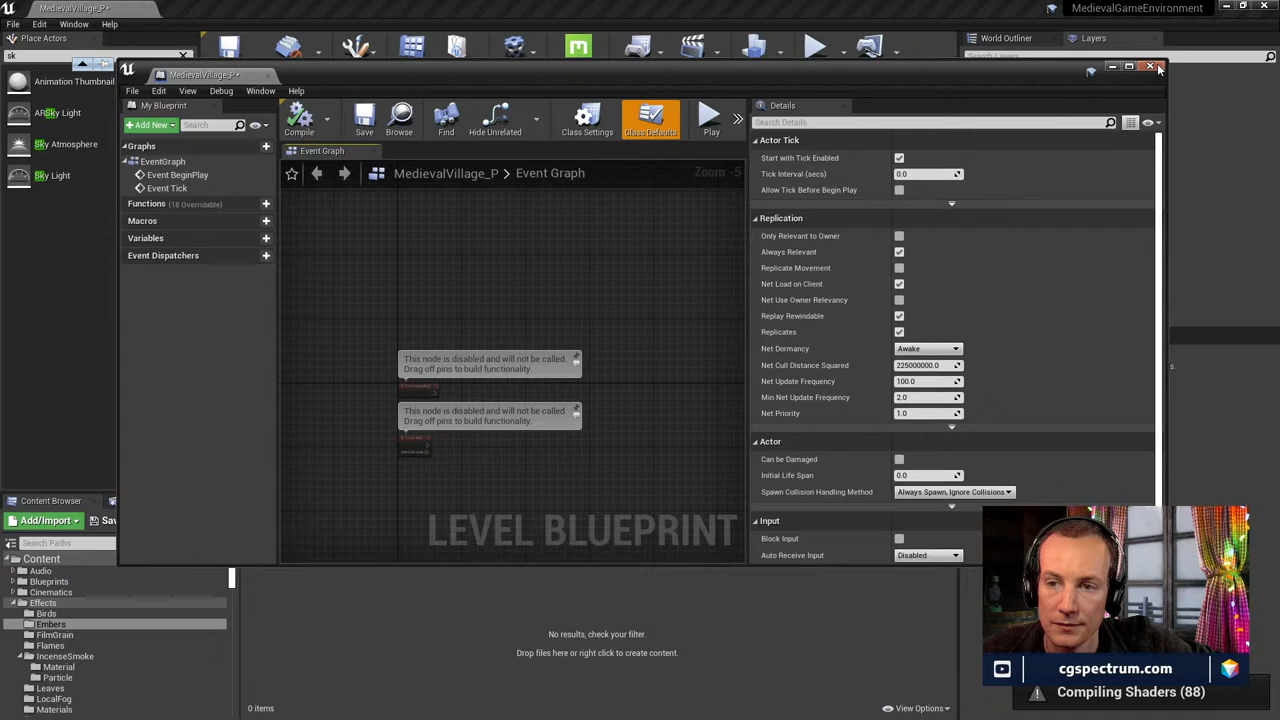 MedievalVillage_P*
MedievalGameEnvironment
File Edit Window Help
Place Actors
World Outliner
Layers
sk
Search Layers
MedievalVillage_P*
Animation Thumbnail
ARSky Light
Sky Atmosphere
Sky Light
File Edit View Debug Window Help
My Blueprint
Add New
Search
Compile
Save
Browse
Find
Hide Unrelated
Class Settings
Class Defaults
Play
Graphs
EventGraph
Event BeginPlay
Event Tick
Functions (18 Overridable)
Macros
Variables
Event Dispatchers
Event Graph
MedievalVillage_P > Event Graph
Zoom -5
This node is disabled and will not be called.
Drag off pins to build functionality.
This node is disabled and will not be called.
Drag off pins to build functionality.
LEVEL BLUEPRINT
Details
Search Details
Actor Tick
Start with Tick Enabled
Tick Interval (secs) 0.0
Allow Tick Before Begin Play
Replication
Only Relevant to Owner
Always Relevant
Replicate Movement
Net Load on Client
Net Use Owner Relevancy
Replay Rewindable
Replicates
Net Dormancy Awake
Net Cull Distance Squared 225000000.0
Net Update Frequency 100.0
Min Net Update Frequency 2.0
Net Priority 1.0
Actor
Can be Damaged
Initial Life Span 0.0
Spawn Collision Handling Method Always Spawn, Ignore Collisions
Input
Block Input
Auto Receive Input Disabled
Content Browser
Add/Import
Sav
Search Paths
Content
Audio
Blueprints
Cinematics
Effects
Birds
Embers
FilmGrain
Flames
IncenseSmoke
Material
Particle
Leaves
LocalFog
Materials
No results, check your filter.
Drop files here or right click to create content.
0 items
View Options
cgspectrum.com
Compiling Shaders (88)